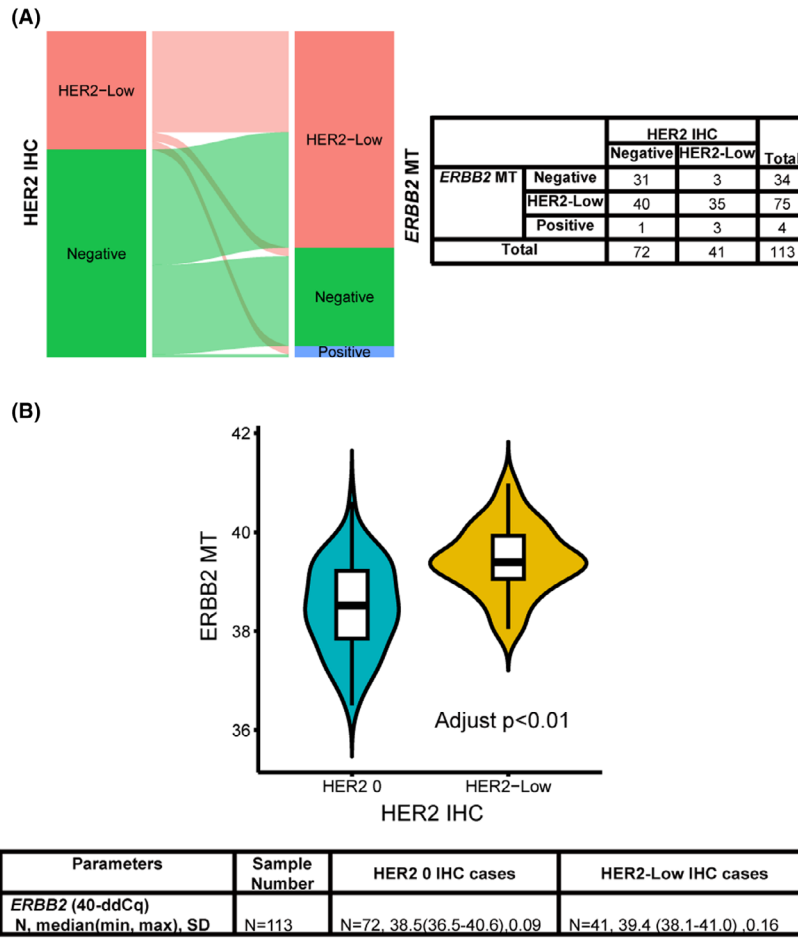 (A)
HER2 IHC
HER2-Low
Negative
HER2-Low
Negative
Positive
ERBB2 MT
HER2 IHC
Negative HER2-Low Total
ERBB2 MT Negative 31 3 34
HER2-Low 40 35 75
Positive 1 3 4
Total 72 41 113
(B)
ERBB2 MT
42
40
38
36
Adjust p<0.01
HER2 0 HER2-Low
HER2 IHC
Parameters Sample Number HER2 0 IHC cases HER2-Low IHC cases
ERBB2 (40-ddCq)
N, median(min, max), SD N=113 N=72, 38.5(36.5-40.6),0.09 N=41, 39.4 (38.1-41.0) ,0.16